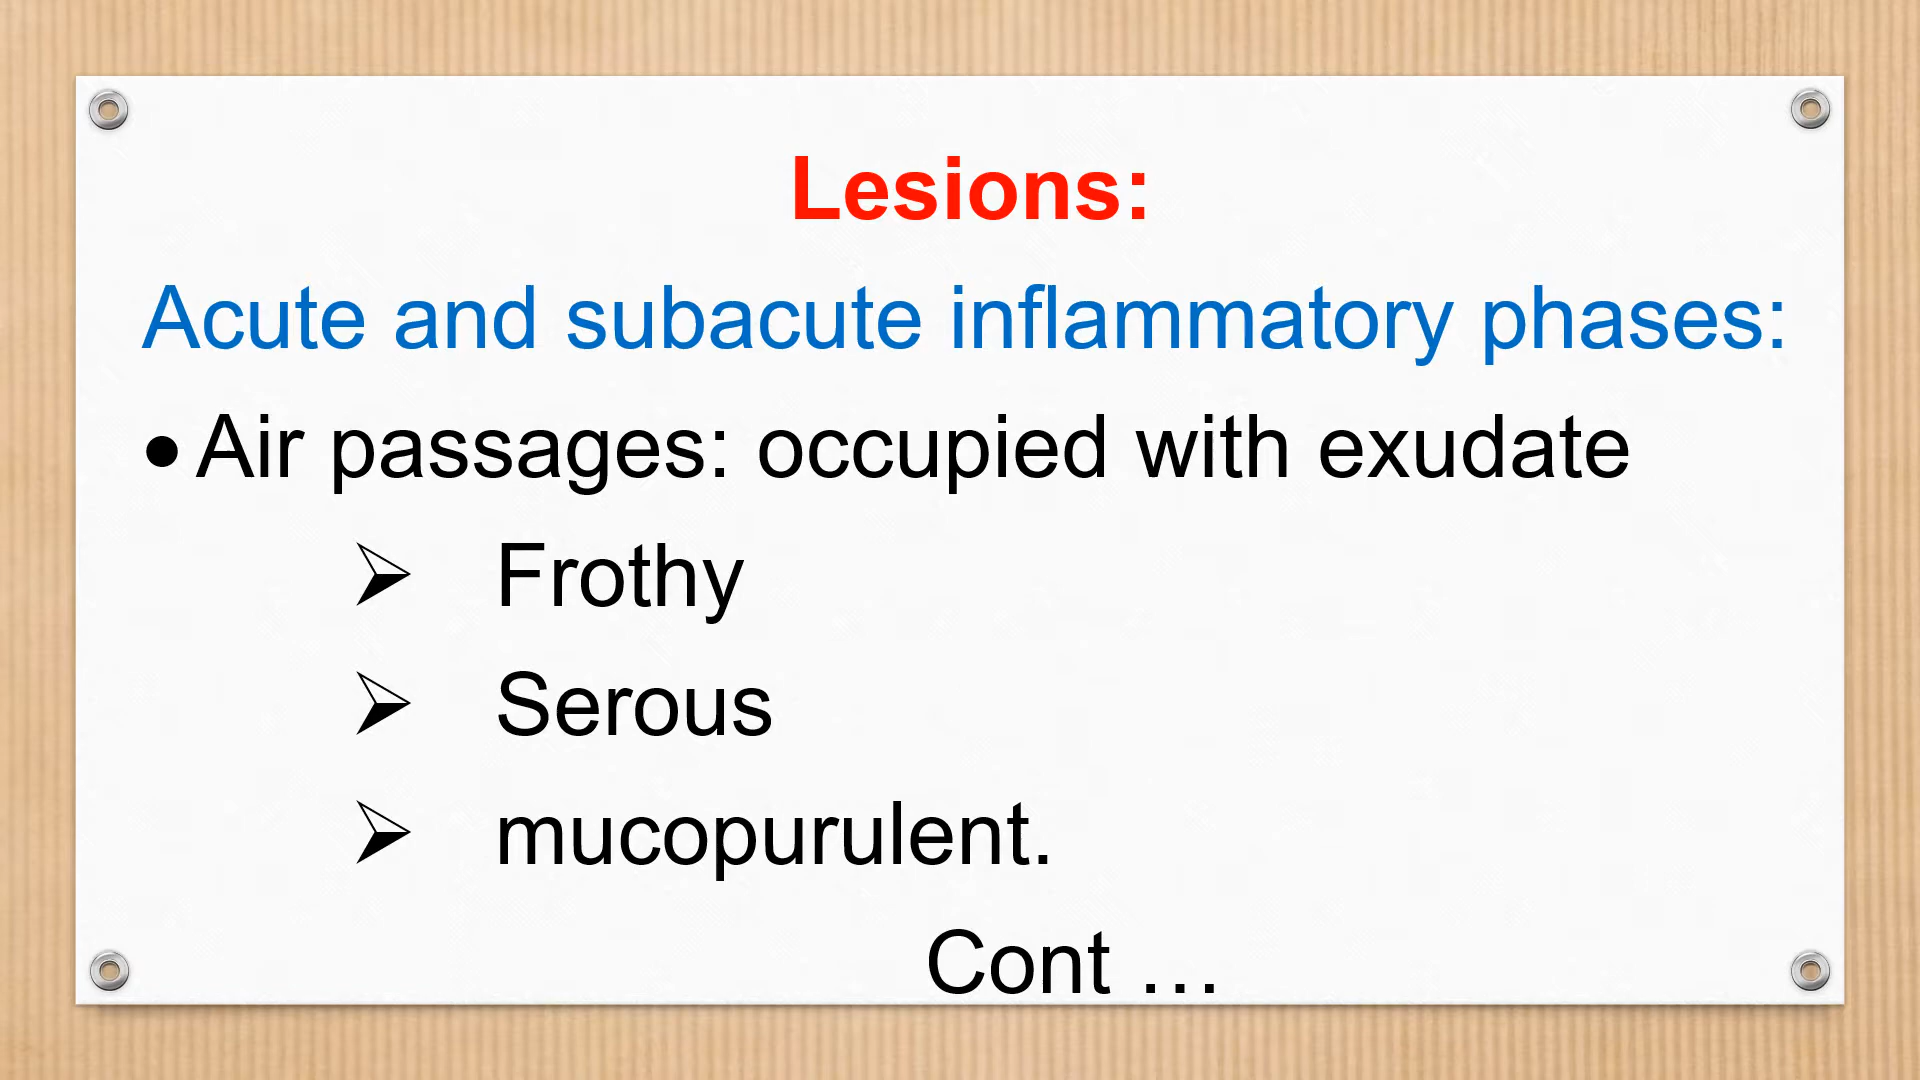 Lesions:
Acute and subacute inflammatory phases:
• Air passages: occupied with exudate
➢ Frothy
➢ Serous
➢ mucopurulent.
Cont …